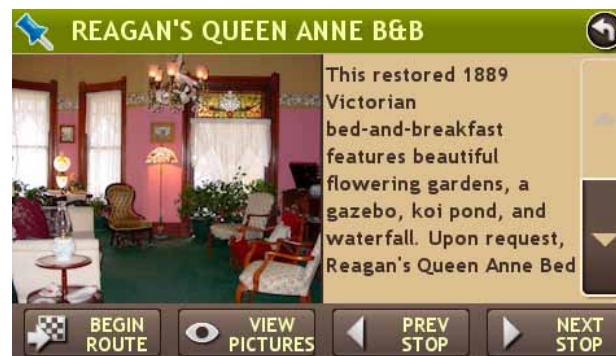 REAGAN'S QUEEN ANNE B&B
This restored 1889
Victorian
bed-and-breakfast
features beautiful
flowering gardens, a
gazebo, koi pond, and
waterfall. Upon request,
Reagan's Queen Anne Bed
BEGIN
ROUTE
VIEW
PICTURES
PREV
STOP
NEXT
STOP